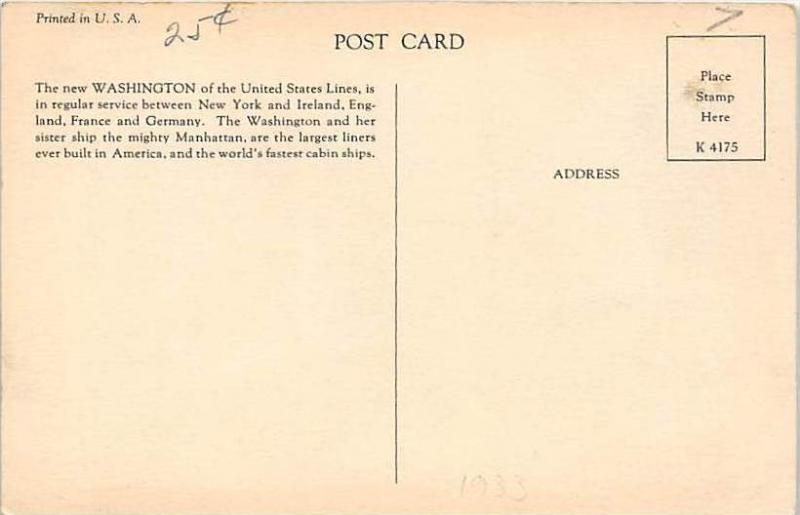 Printed in U. S. A.
25¢
POST CARD
The new WASHINGTON of the United States Lines, is
in regular service between New York and Ireland, Eng-
land, France and Germany. The Washington and her
sister ship the mighty Manhattan, are the largest liners
ever built in America, and the world's fastest cabin ships.
Place
Stamp
Here
K 4175
ADDRESS
1933